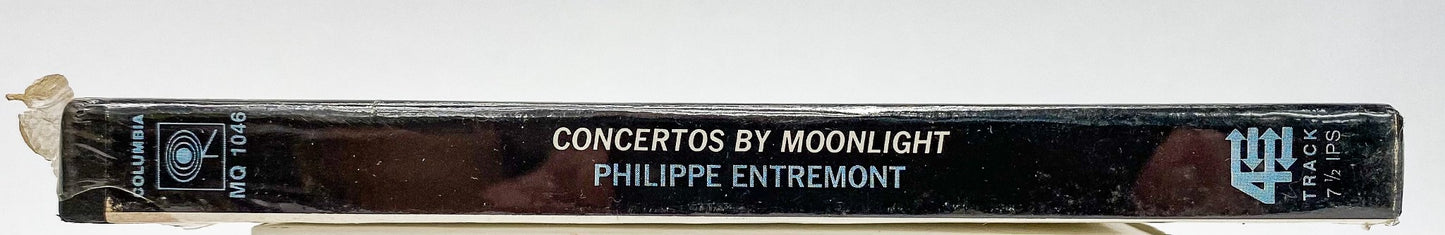 COLUMBIA
MQ 1046
CONCERTOS BY MOONLIGHT
PHILIPPE ENTREMONT
4
TRACK
7 ½ IPS